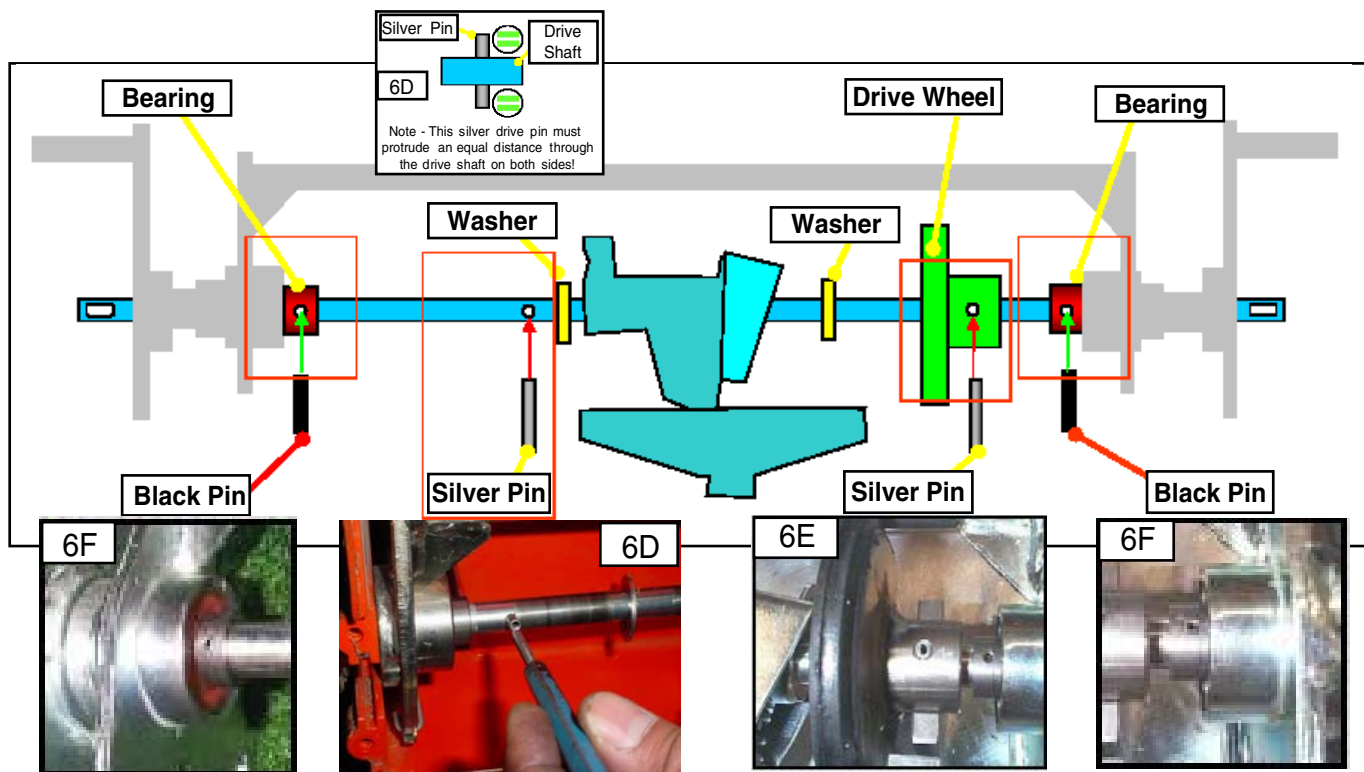 Silver Pin
Drive
Shaft
6D
Note - This silver drive pin must
protrude an equal distance through
the drive shaft on both sides!
Bearing
Drive Wheel
Bearing
Washer
Washer
Black Pin
Silver Pin
Silver Pin
Black Pin
6F
6D
6E
6F